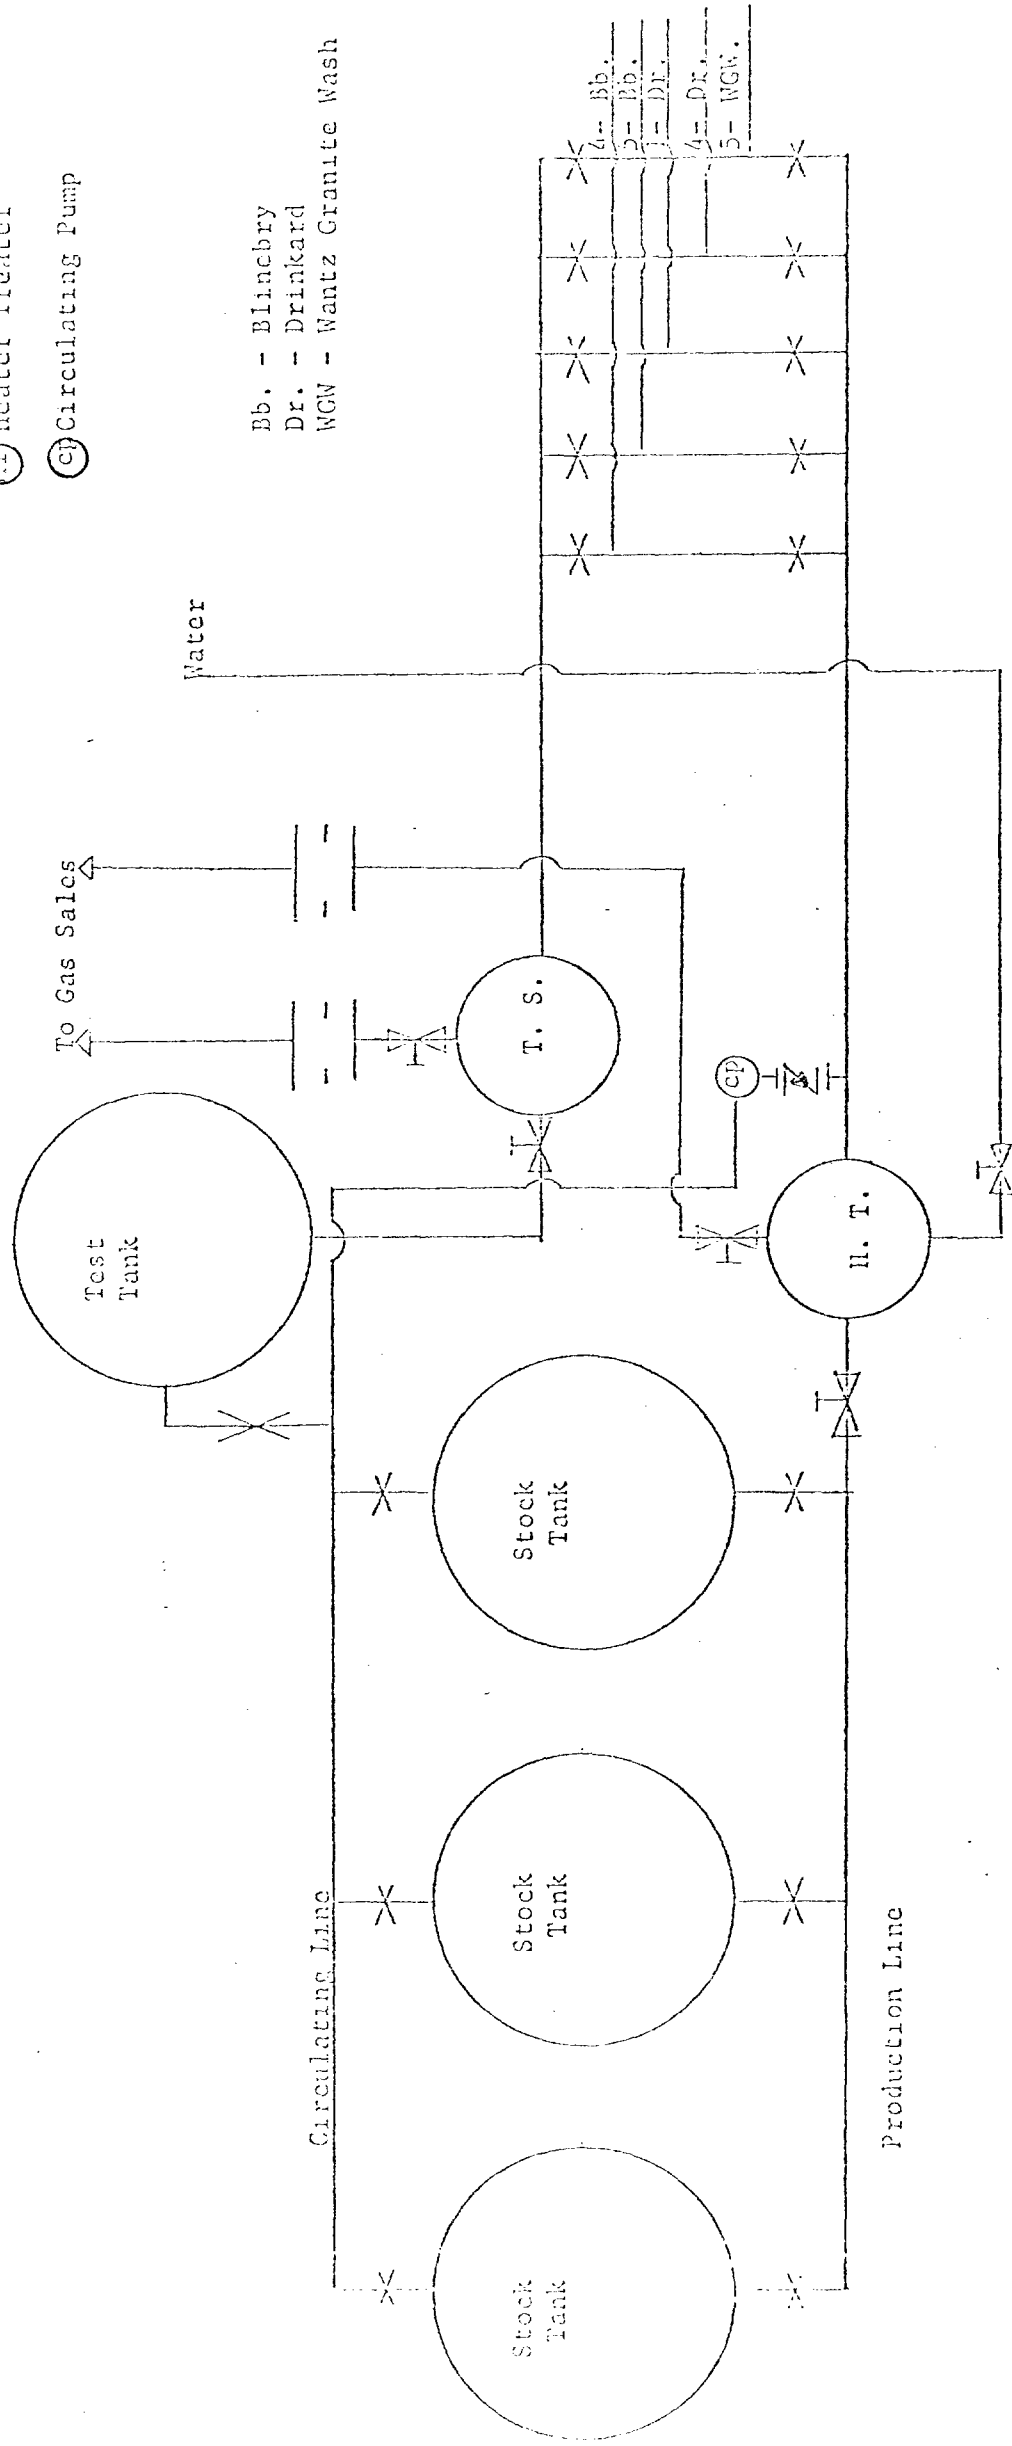 Heater Treater
cp Circulating Pump
Bb. - Blinebry
Dr. - Drinkard
WGW - Wantz Granite Wash
Water
To Gas Sales
4- Bb.
5- Bb.
1- Dr.
4- Dr.
5- WGW.
Test
Tank
T. S.
cp
H. T.
Stock
Tank
Stock
Tank
Stock
Tank
Circulating Line
Production Line